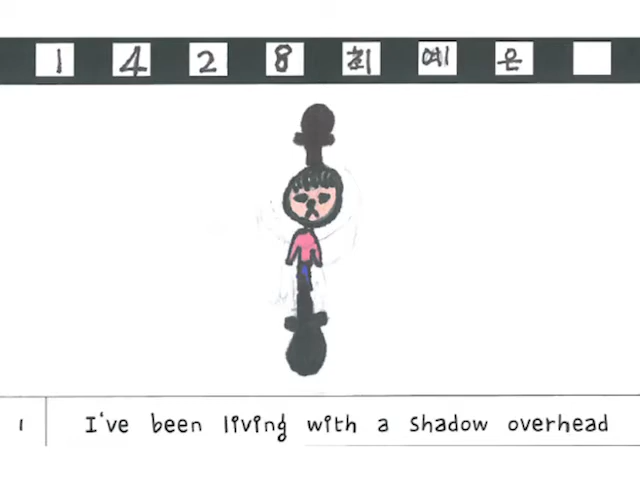 1 4 2 8 최 예 은
1 I've been living with a shadow overhead